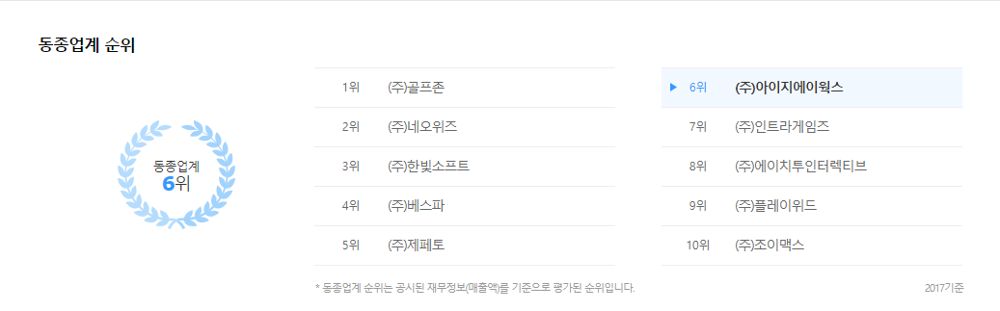 동종업계 순위
동종업계
6위
1위 (주)골프존
2위 (주)네오위즈
3위 (주)한빛소프트
4위 (주)베스파
5위 (주)제페토
▶ 6위 (주)아이지에이웍스
7위 (주)인트라게임즈
8위 (주)에이치투인터렉티브
9위 (주)플레이위드
10위 (주)조이맥스
* 동종업계 순위는 공시된 재무정보(매출액)를 기준으로 평가된 순위입니다.
2017기준